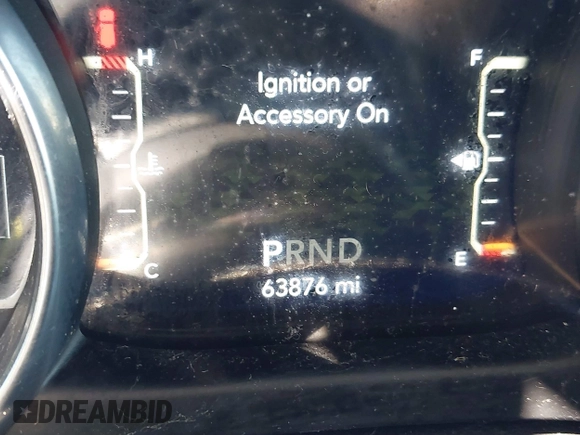 H
F
Ignition or
Accessory On
PRND
C
E
63876 mi
DREAMBID